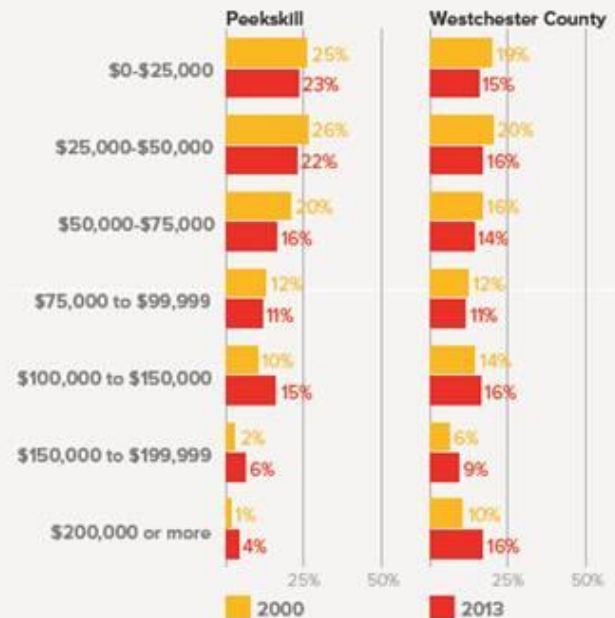 Peekskill Westchester County
$0-$25,000 25% 19%
23% 15%
$25,000-$50,000 26% 20%
22% 16%
$50,000-$75,000 20% 16%
16% 14%
$75,000 to $99,999 12% 12%
11% 11%
$100,000 to $150,000 10% 14%
15% 16%
$150,000 to $199,999 2% 6%
6% 9%
$200,000 or more 1% 10%
4% 16%
25% 50% 25% 50%
2000 2013